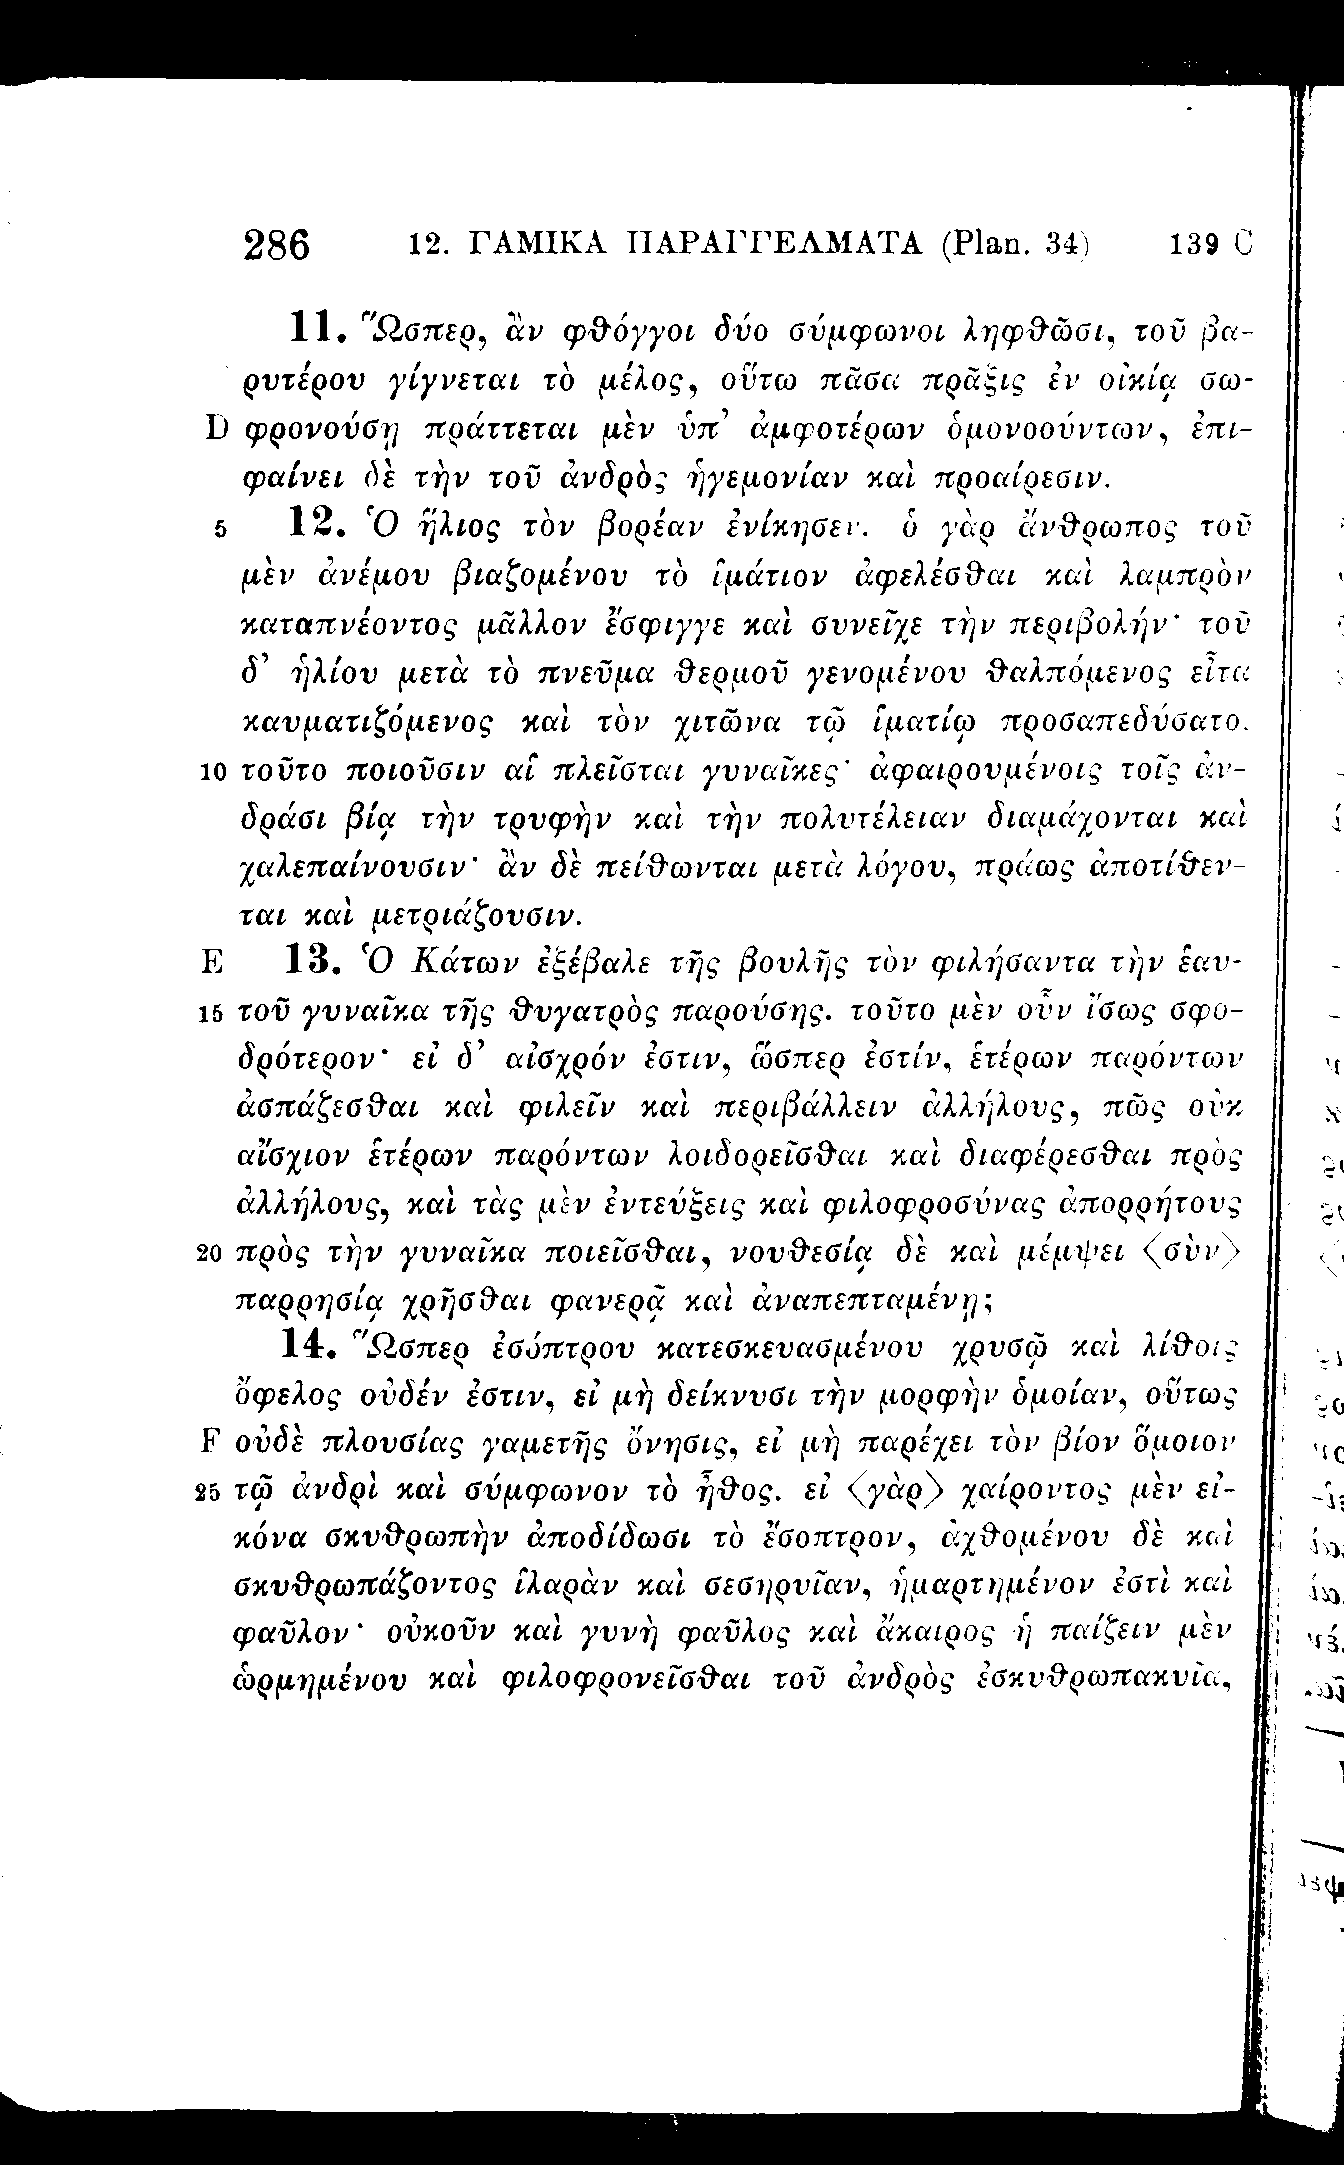 286 12. ΓΑΜΙΚΑ ΠΑΡΑΓΓΕΛΜΑΤΑ (Plan. 34) 139 C
11. Ὥσπερ, ἂν φθόγγοι δύο σύμφωνοι ληφθῶσι, τοῦ βα-
ρυτέρου γίγνεται τὸ μέλος, οὕτω πᾶσα πρᾶξις ἐν οἰκίᾳ σω-
D φρονούσῃ πράττεται μὲν ὑπ’ ἀμφοτέρων ὁμονοούντων, ἐπι-
φαίνει δὲ τὴν τοῦ ἀνδρὸς ἡγεμονίαν καὶ προαίρεσιν.
5 12. Ὁ ἥλιος τὸν βορέαν ἐνίκησεν. ὁ γὰρ ἄνθρωπος τοῦ
μὲν ἀνέμου βιαζομένου τὸ ἱμάτιον ἀφελέσθαι καὶ λαμπρὸν
καταπνέοντος μᾶλλον ἔσφιγγε καὶ συνεῖχε τὴν περιβολήν· τοῦ
δ’ ἡλίου μετὰ τὸ πνεῦμα θερμοῦ γενομένου θαλπόμενος εἶτα
καυματιζόμενος καὶ τὸν χιτῶνα τῷ ἱματίῳ προσαπεδύσατο.
10 τοῦτο ποιοῦσιν αἱ πλεῖσται γυναῖκες· ἀφαιρουμένοις τοῖς ἀν-
δράσι βίᾳ τὴν τρυφὴν καὶ τὴν πολυτέλειαν διαμάχονται καὶ
χαλεπαίνουσιν· ἂν δὲ πείθωνται μετὰ λόγου, πράως ἀποτίθεν-
ται καὶ μετριάζουσιν.
E 13. Ὁ Κάτων ἐξέβαλε τῆς βουλῆς τὸν φιλήσαντα τὴν ἑαυ-
15 τοῦ γυναῖκα τῆς θυγατρὸς παρούσης. τοῦτο μὲν οὖν ἴσως σφο-
δρότερον· εἰ δ’ αἰσχρόν ἐστιν, ὥσπερ ἐστίν, ἑτέρων παρόντων
ἀσπάζεσθαι καὶ φιλεῖν καὶ περιβάλλειν ἀλλήλους, πῶς οὐκ
αἴσχιον ἑτέρων παρόντων λοιδορεῖσθαι καὶ διαφέρεσθαι πρὸς
ἀλλήλους, καὶ τὰς μὲν ἐντεύξεις καὶ φιλοφροσύνας ἀπορρήτους
20 πρὸς τὴν γυναῖκα ποιεῖσθαι, νουθεσίᾳ δὲ καὶ μέμψει 〈σὺν〉
παρρησίᾳ χρῆσθαι φανερᾷ καὶ ἀναπεπταμένῃ;
14. Ὥσπερ ἐσόπτρου κατεσκευασμένου χρυσῷ καὶ λίθοις
ὄφελος οὐδέν ἐστιν, εἰ μὴ δείκνυσι τὴν μορφὴν ὁμοίαν, οὕτως
F οὐδὲ πλουσίας γαμετῆς ὄνησις, εἰ μὴ παρέχει τὸν βίον ὅμοιον
25 τῷ ἀνδρὶ καὶ σύμφωνον τὸ ἦθος. εἰ 〈γὰρ〉 χαίροντος μὲν εἰ-
κόνα σκυθρωπὴν ἀποδίδωσι τὸ ἔσοπτρον, ἀχθομένου δὲ καὶ
σκυθρωπάζοντος ἱλαρὰν καὶ σεσηρυῖαν, ἡμαρτημένον ἐστὶ καὶ
φαῦλον· οὐκοῦν καὶ γυνὴ φαῦλος καὶ ἄκαιρος ἡ παίζειν μὲν
ὡρμημένου καὶ φιλοφρονεῖσθαι τοῦ ἀνδρὸς ἐσκυθρωπακυῖα,